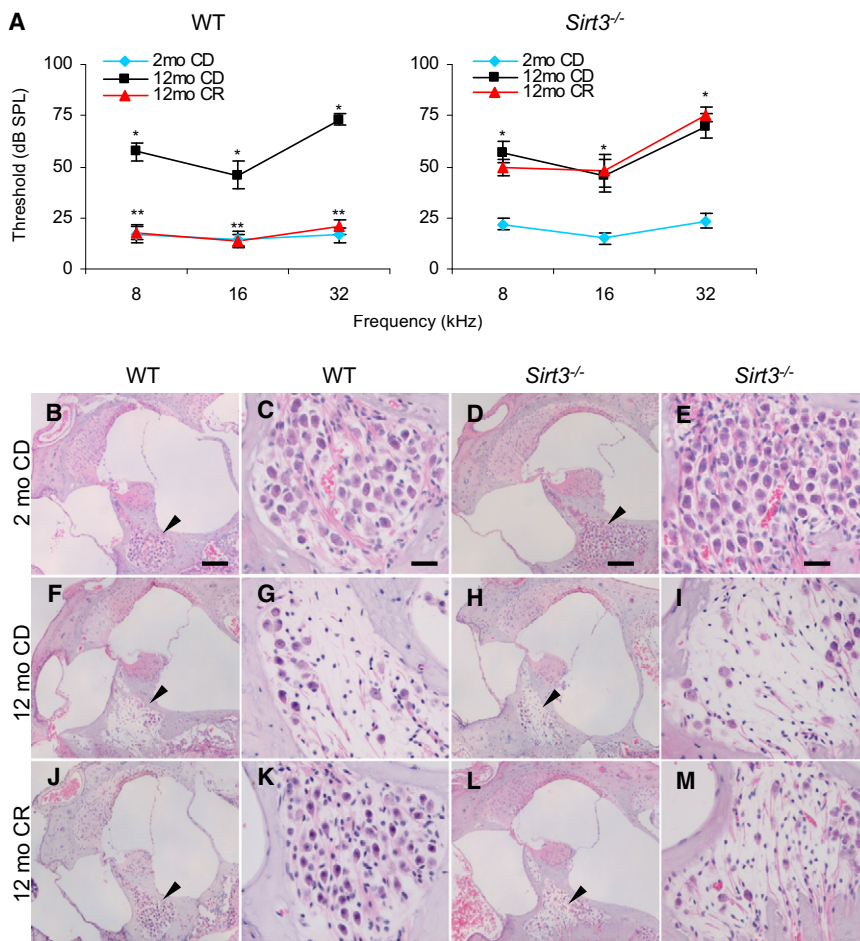 A
WT
Sirt3-/-
2mo CD
12mo CD
12mo CR
2mo CD
12mo CD
12mo CR
Threshold (dB SPL)
100
75
50
25
0
* * *
** ** **
8 16 32
100
75
50
25
0
* * *
8 16 32
Frequency (kHz)
WT WT Sirt3-/- Sirt3-/-
2 mo CD
B C D E
12 mo CD
F G H I
12 mo CR
J K L M